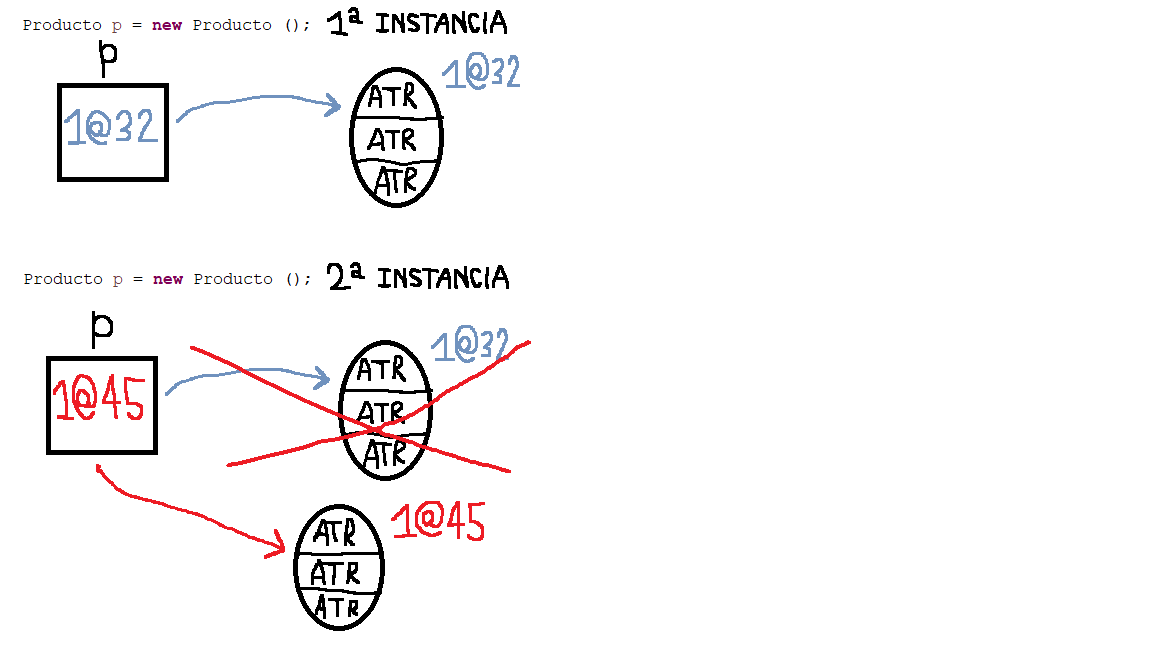 Producto p = new Producto (); 1ª INSTANCIA
p
1@32
1@32
ATR
ATR
ATR
Producto p = new Producto (); 2ª INSTANCIA
p
1@45
1@32
ATR
ATR
ATR
1@45
ATR
ATR
ATR